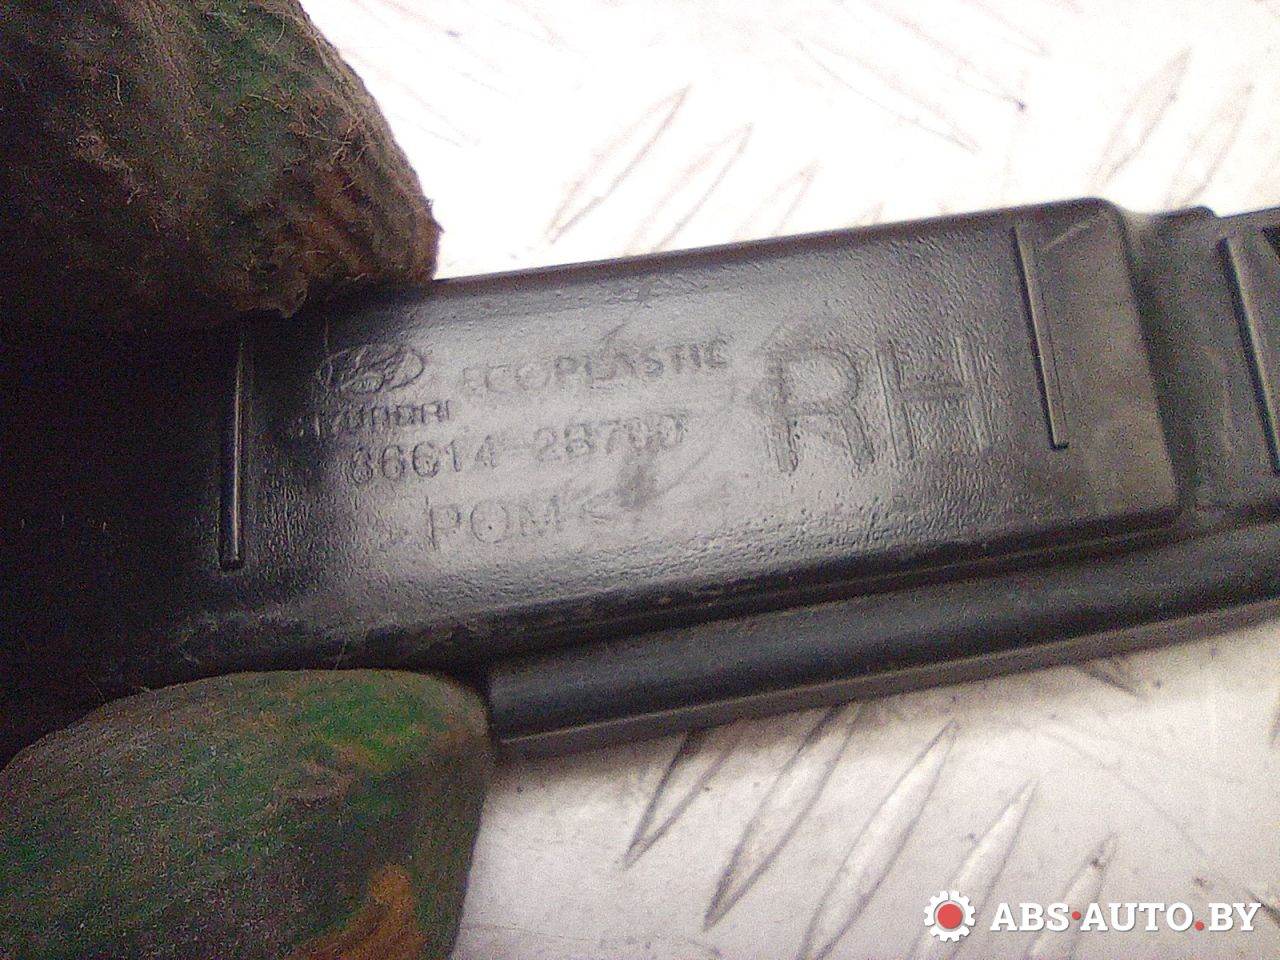 ECOPLASTIC
HYUNDAI
86614-2B700
>POM<
RH
ABS-AUTO.BY